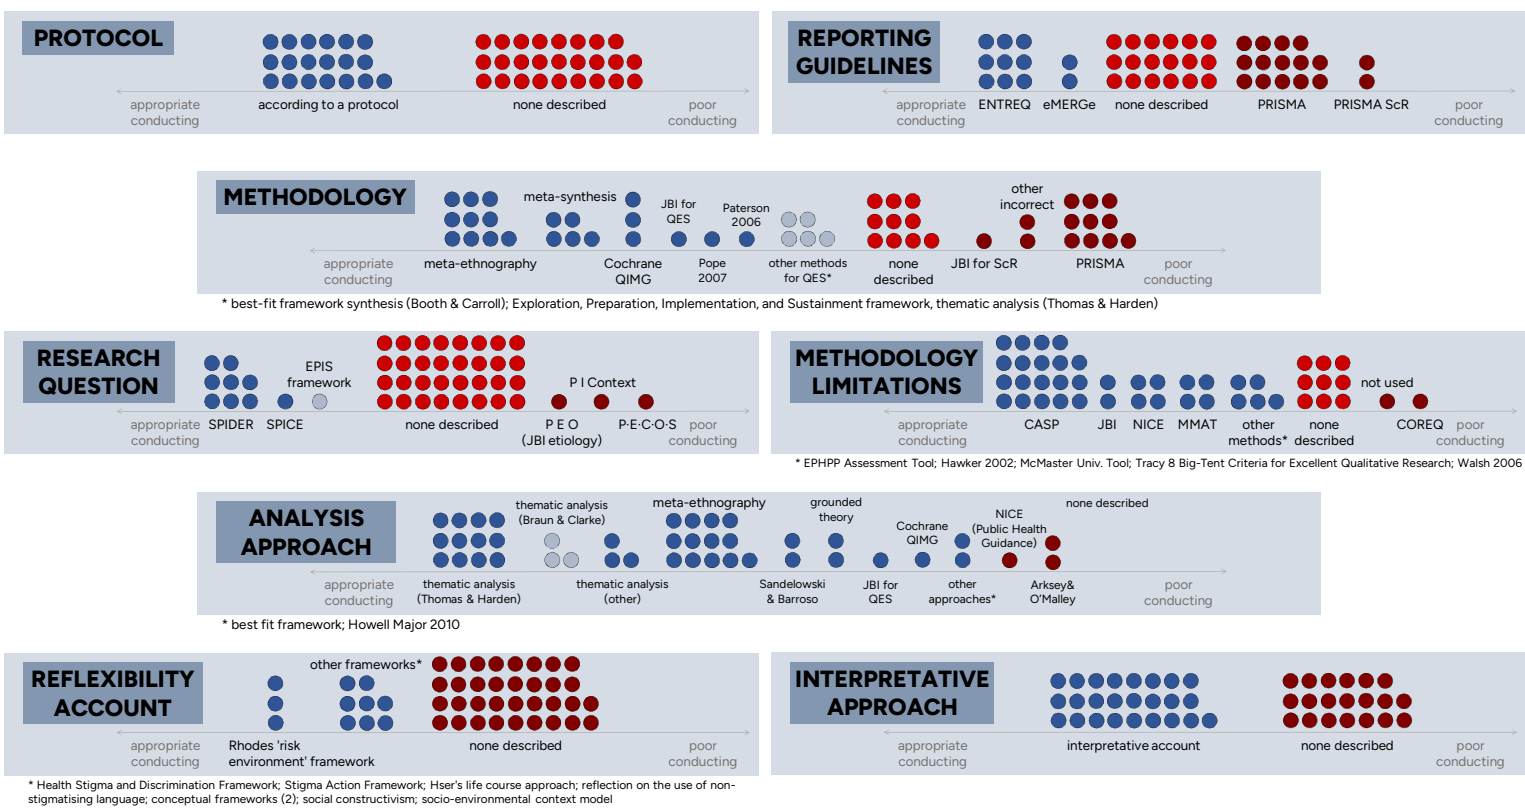 PROTOCOL
according to a protocol
none described
appropriate
conducting
poor
conducting
REPORTING
GUIDELINES
appropriate
conducting
ENTREQ
eMERGe
none described
PRISMA
PRISMA ScR
poor
conducting
METHODOLOGY
meta-synthesis
JBI for
QES
Paterson
2006
other
incorrect
appropriate
conducting
meta-ethnography
Cochrane
QIMG
Pope
2007
other methods
for QES*
none
described
JBI for ScR
PRISMA
poor
conducting
* best-fit framework synthesis (Booth & Carroll); Exploration, Preparation, Implementation, and Sustainment framework, thematic analysis (Thomas & Harden)
RESEARCH
QUESTION
EPIS
framework
P I Context
appropriate
conducting
SPIDER
SPICE
none described
P E O
(JBI etiology)
P·E·C·O·S
poor
conducting
METHODOLOGY
LIMITATIONS
not used
appropriate
conducting
CASP
JBI
NICE
MMAT
other
methods*
none
described
COREQ
poor
conducting
* EPHPP Assessment Tool; Hawker 2002; McMaster Univ. Tool; Tracy 8 Big-Tent Criteria for Excellent Qualitative Research; Walsh 2006
ANALYSIS
APPROACH
thematic analysis
(Braun & Clarke)
meta-ethnography
grounded
theory
Cochrane
QIMG
NICE
(Public Health
Guidance)
none described
appropriate
conducting
thematic analysis
(Thomas & Harden)
thematic analysis
(other)
Sandelowski
& Barroso
JBI for
QES
other
approaches*
Arksey&
O'Malley
poor
conducting
* best fit framework; Howell Major 2010
REFLEXIBILITY
ACCOUNT
other frameworks*
appropriate
conducting
Rhodes 'risk
environment' framework
none described
poor
conducting
* Health Stigma and Discrimination Framework; Stigma Action Framework; Hser's life course approach; reflection on the use of non-
stigmatising language; conceptual frameworks (2); social constructivism; socio-environmental context model
INTERPRETATIVE
APPROACH
appropriate
conducting
interpretative account
none described
poor
conducting